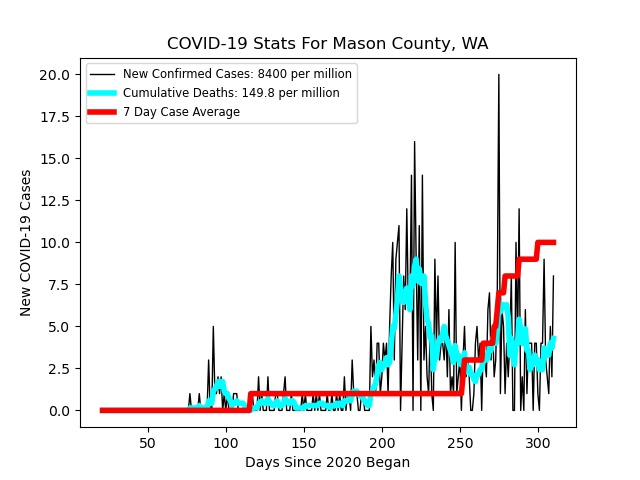 COVID-19 Stats For Mason County, WA
New Confirmed Cases: 8400 per million
Cumulative Deaths: 149.8 per million
7 Day Case Average
20.0
17.5
15.0
12.5
10.0
7.5
5.0
2.5
0.0
New COVID-19 Cases
50 100 150 200 250 300
Days Since 2020 Began